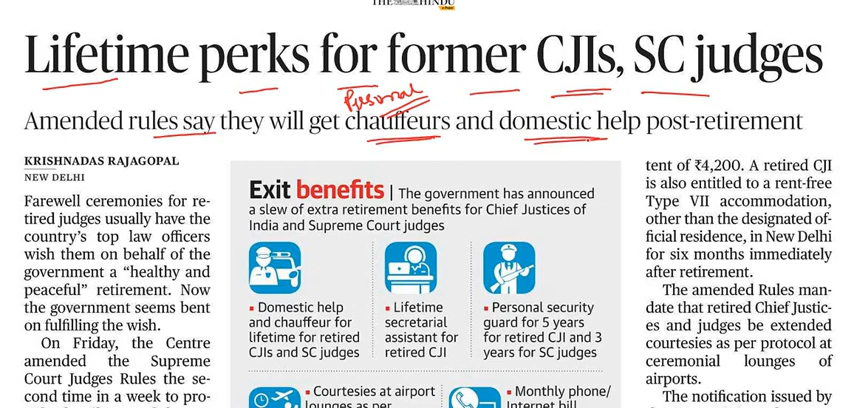 THE HINDU
Lifetime perks for former CJIs, SC judges
Personal
Amended rules say they will get chauffeurs and domestic help post-retirement
KRISHNADAS RAJAGOPAL
NEW DELHI
Farewell ceremonies for re-
tired judges usually have the
country's top law officers
wish them on behalf of the
government a "healthy and
peaceful" retirement. Now
the government seems bent
on fulfilling the wish.
On Friday, the Centre
amended the Supreme
Court Judges Rules the se-
cond time in a week to pro-
Exit benefits | The government has announced
a slew of extra retirement benefits for Chief Justices of
India and Supreme Court judges
▪ Domestic help
and chauffeur for
lifetime for retired
CJIs and SC judges
▪ Lifetime
secretarial
assistant for
retired CJI
▪ Personal security
guard for 5 years
for retired CJI and 3
years for SC judges
▪ Courtesies at airport
lounges as per
▪ Monthly phone/
Internet bill
tent of ₹4,200. A retired CJI
is also entitled to a rent-free
Type VII accommodation,
other than the designated of-
ficial residence, in New Delhi
for six months immediately
after retirement.
The amended Rules man-
date that retired Chief Justic-
es and judges be extended
courtesies as per protocol at
ceremonial lounges of
airports.
The notification issued by